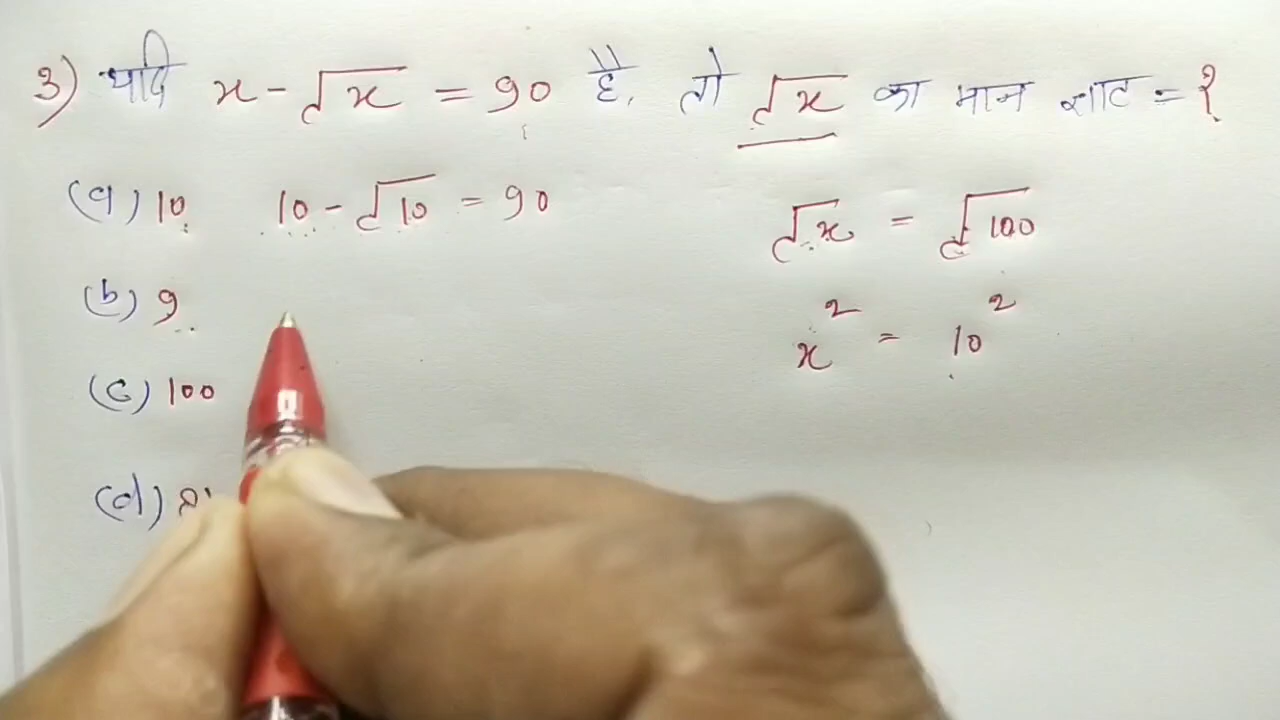 3) यदि x - √x = 90 है, तो √x का मान ज्ञात = ?
(a) 10 10 - √10 = 90
√x = √100
(b) 9
x² = 10²
(c) 100
(d)